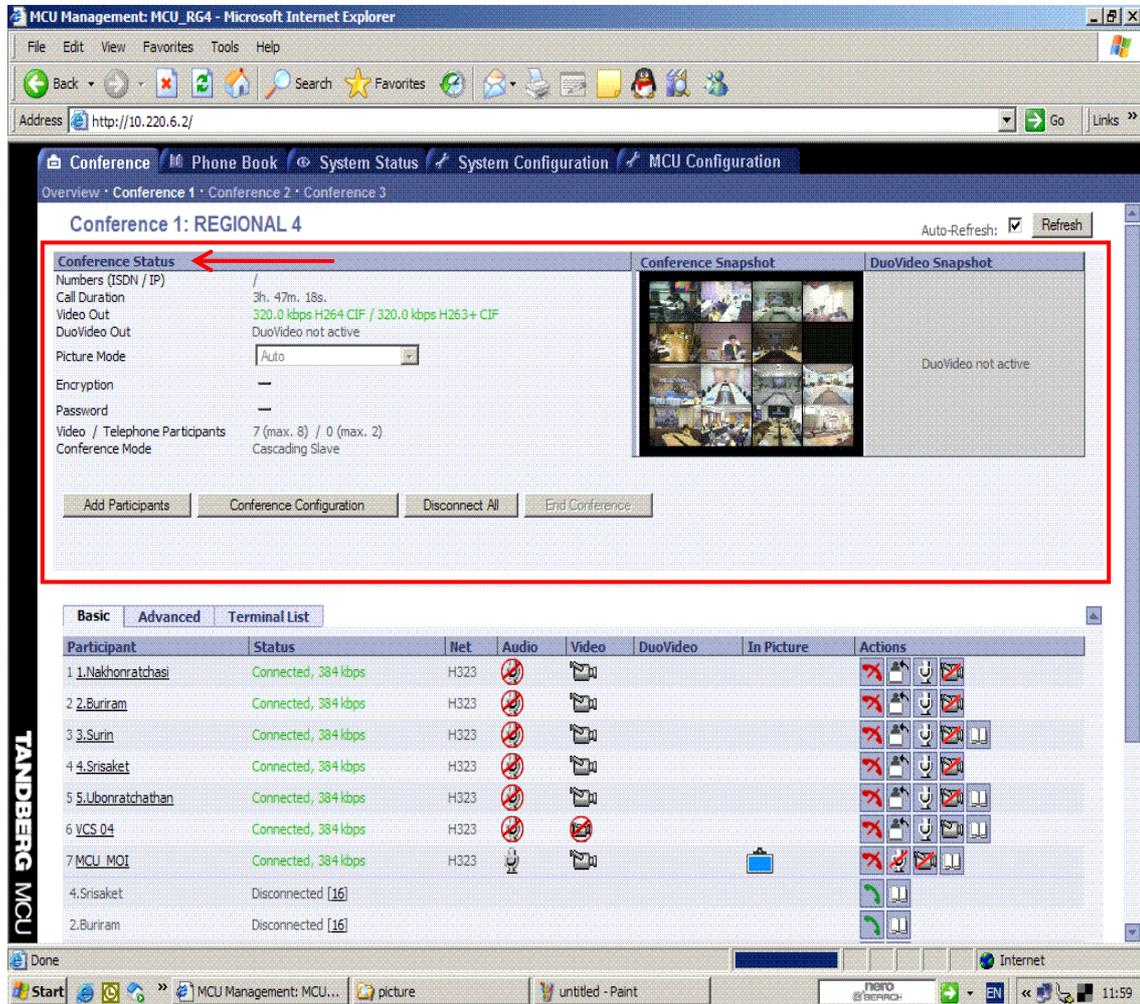 MCU Management: MCU_RG4 - Microsoft Internet Explorer
File Edit View Favorites Tools Help
Back Search Favorites
Address http://10.220.6.2/ Go Links »
Conference Phone Book System Status System Configuration MCU Configuration
Overview · Conference 1 · Conference 2 · Conference 3
Conference 1: REGIONAL 4
Auto-Refresh: Refresh
Conference Status Conference Snapshot DuoVideo Snapshot
Numbers (ISDN / IP) /
Call Duration 3h. 47m. 18s.
Video Out 320.0 kbps H264 CIF / 320.0 kbps H263+ CIF
DuoVideo Out DuoVideo not active
Picture Mode Auto
DuoVideo not active
Encryption —
Password —
Video / Telephone Participants 7 (max. 8) / 0 (max. 2)
Conference Mode Cascading Slave
Add Participants Conference Configuration Disconnect All End Conference
Basic Advanced Terminal List
Participant Status Net Audio Video DuoVideo In Picture Actions
1 1.Nakhonratchasi Connected, 384 kbps H323
2 2.Buriram Connected, 384 kbps H323
3 3.Surin Connected, 384 kbps H323
4 4.Srisaket Connected, 384 kbps H323
5 5.Ubonratchathan Connected, 384 kbps H323
6 VCS 04 Connected, 384 kbps H323
7 MCU MOI Connected, 384 kbps H323
4.Srisaket Disconnected [16]
2.Buriram Disconnected [16]
TANDBERG MCU
Done Internet
Start » MCU Management: MCU... picture untitled - Paint nero SEARCH EN « 11:59